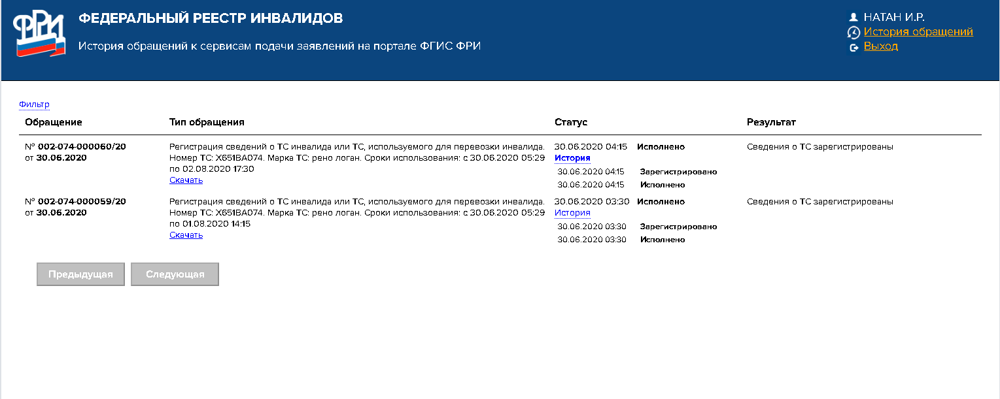 ФРИ
ФЕДЕРАЛЬНЫЙ РЕЕСТР ИНВАЛИДОВ
История обращений к сервисам подачи заявлений на портале ФГИС ФРИ
НАТАН И.Р.
История обращений
Выход
Фильтр
Обращение Тип обращения Статус Результат
№ 002-074-000060/20
от 30.06.2020
Регистрация сведений о ТС инвалида или ТС, используемого для перевозки инвалида.
Номер ТС: Х651ВА074. Марка ТС: рено логан. Сроки использования: с 30.06.2020 05:29
по 02.08.2020 17:30
Скачать
30.06.2020 04:15 Исполнено
История
30.06.2020 04:15 Зарегистрировано
30.06.2020 04:15 Исполнено
Сведения о ТС зарегистрированы
№ 002-074-000059/20
от 30.06.2020
Регистрация сведений о ТС инвалида или ТС, используемого для перевозки инвалида.
Номер ТС: Х651ВА074. Марка ТС: рено логан. Сроки использования: с 30.06.2020 05:29
по 01.08.2020 14:15
Скачать
30.06.2020 03:30 Исполнено
История
30.06.2020 03:30 Зарегистрировано
30.06.2020 03:30 Исполнено
Сведения о ТС зарегистрированы
Предыдущая Следующая